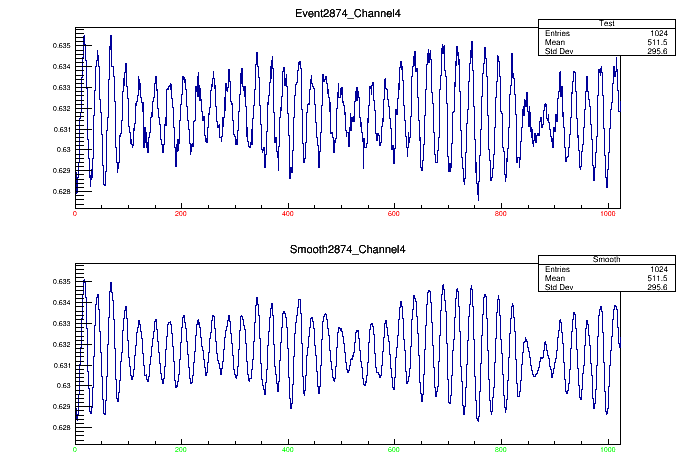 Event2874_Channel4
Test
Entries 1024
Mean 511.5
Std Dev 295.6
0.635
0.634
0.633
0.632
0.631
0.63
0.629
0.628
0 200 400 600 800 1000
Smooth2874_Channel4
Smooth
Entries 1024
Mean 511.5
Std Dev 295.6
0.635
0.634
0.633
0.632
0.631
0.63
0.629
0.628
0 200 400 600 800 1000